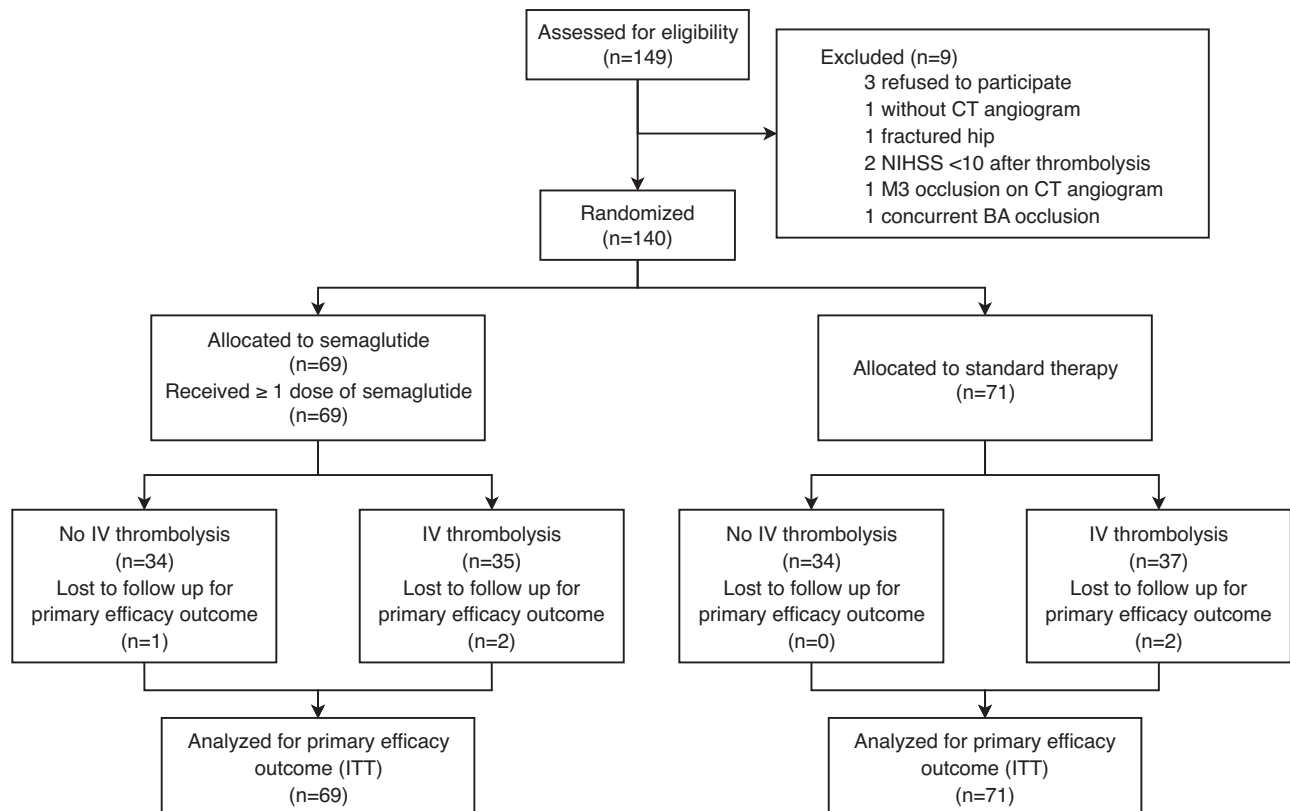 Assessed for eligibility
(n=149)
Excluded (n=9)
3 refused to participate
1 without CT angiogram
1 fractured hip
2 NIHSS <10 after thrombolysis
1 M3 occlusion on CT angiogram
1 concurrent BA occlusion
Randomized
(n=140)
Allocated to semaglutide
(n=69)
Received ≥ 1 dose of semaglutide
(n=69)
Allocated to standard therapy
(n=71)
No IV thrombolysis
(n=34)
Lost to follow up for
primary efficacy outcome
(n=1)
IV thrombolysis
(n=35)
Lost to follow up for
primary efficacy outcome
(n=2)
No IV thrombolysis
(n=34)
Lost to follow up for
primary efficacy outcome
(n=0)
IV thrombolysis
(n=37)
Lost to follow up for
primary efficacy outcome
(n=2)
Analyzed for primary efficacy
outcome (ITT)
(n=69)
Analyzed for primary efficacy
outcome (ITT)
(n=71)